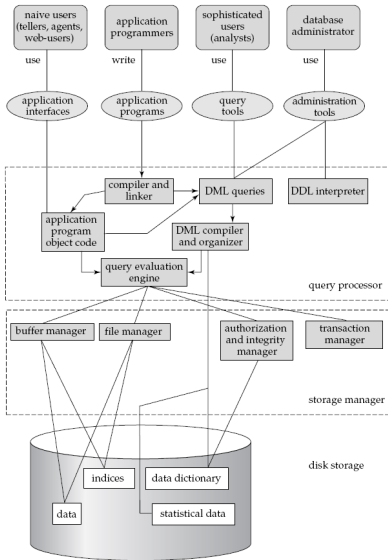 naive users
(tellers, agents,
web-users)
application
programmers
sophisticated
users
(analysts)
database
administrator
use
write
use
use
application
interfaces
application
programs
query
tools
administration
tools
compiler and
linker
DML queries
DDL interpreter
application
program
object code
DML compiler
and organizer
query evaluation
engine
query processor
buffer manager
file manager
authorization
and integrity
manager
transaction
manager
storage manager
disk storage
indices
data dictionary
data
statistical data